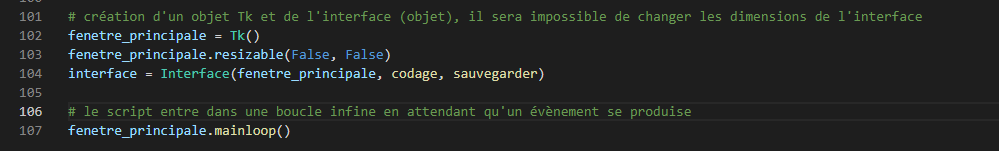 101 # création d'un objet Tk et de l'interface (objet), il sera impossible de changer les dimensions de l'interface
102 fenetre_principale = Tk()
103 fenetre_principale.resizable(False, False)
104 interface = Interface(fenetre_principale, codage, sauvegarder)
105
106 # le script entre dans une boucle infine en attendant qu'un évènement se produise
107 fenetre_principale.mainloop()